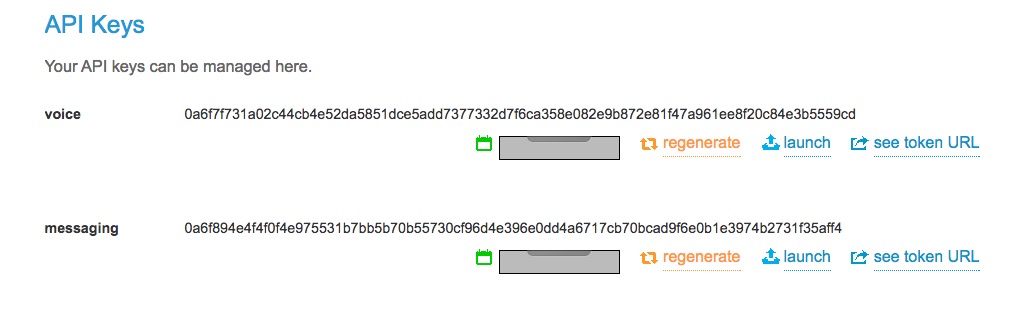 API Keys
Your API keys can be managed here.
voice 0a6f7f731a02c44cb4e52da5851dce5add7377332d7f6ca358e082e9b872e81f47a961ee8f20c84e3b5559cd
regenerate launch see token URL
messaging 0a6f894e4f4f0f4e975531b7bb5b70b55730cf96d4e396e0dd4a6717cb70bcad9f6e0b1e3974b2731f35aff4
regenerate launch see token URL